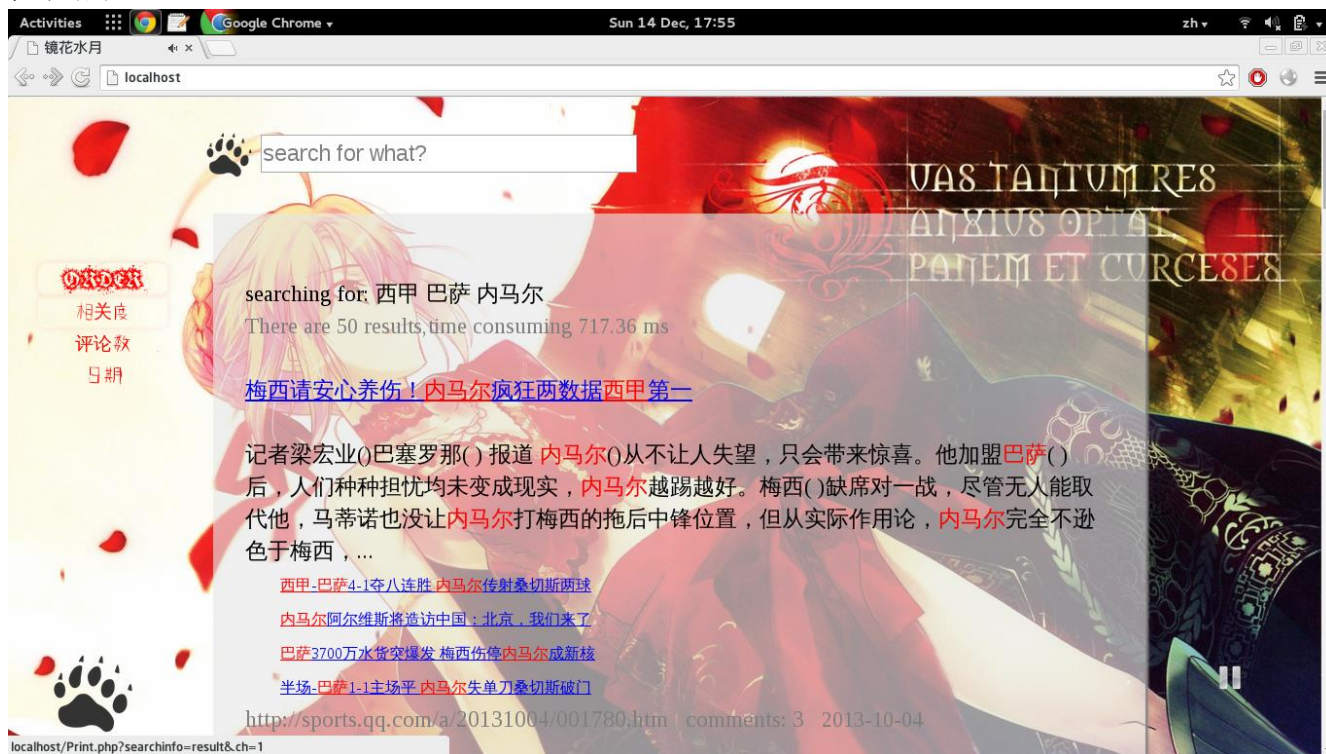 Activities Google Chrome Sun 14 Dec, 17:55 zh
镜花水月
localhost
search for what?
VAS TANTUM RES
ANXIUS OPTAT,
PANEM ET CURCESES
ORDER
相关度
评论数
日期
searching for: 西甲 巴萨 内马尔
There are 50 results,time consuming 717.36 ms
梅西请安心养伤！内马尔疯狂两数据西甲第一
记者梁宏业()巴塞罗那( ) 报道 内马尔()从不让人失望，只会带来惊喜。他加盟巴萨( )
后，人们种种担忧均未变成现实，内马尔越踢越好。梅西( )缺席对一战，尽管无人能取
代他，马蒂诺也没让内马尔打梅西的拖后中锋位置，但从实际作用论，内马尔完全不逊
色于梅西，...
西甲-巴萨4-1夺八连胜 内马尔传射桑切斯两球
内马尔阿尔维斯将造访中国：北京，我们来了
巴萨3700万水货突爆发 梅西伤停内马尔成新核
半场-巴萨1-1主场平 内马尔失单刀桑切斯破门
http://sports.qq.com/a/20131004/001780.htm comments: 3 2013-10-04
localhost/Print.php?searchinfo=result&ch=1